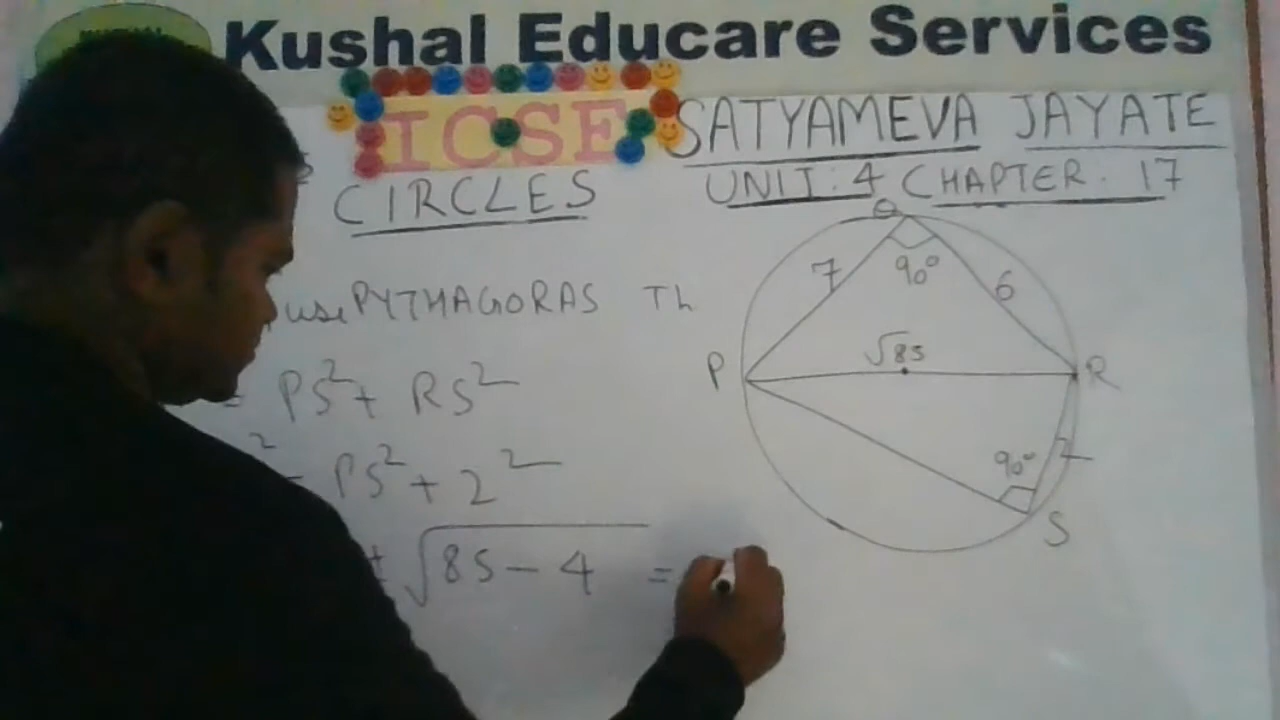 Kushal Educare Services
ICSE SATYAMEVA JAYATE
CIRCLES UNIT: 4 CHAPTER. 17
use PYTHAGORAS Th
= PS² + RS²
² = PS² + 2²
± √85 - 4 =
Q
7
90°
6
√85
P
R
90°
2
S